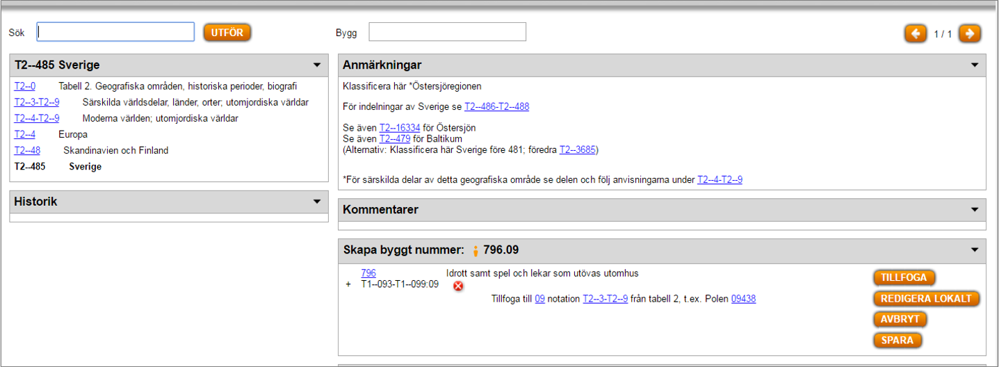 Sök
UTFÖR
Bygg
1 / 1
T2--485 Sverige
T2--0 Tabell 2. Geografiska områden, historiska perioder, biografi
T2--3-T2--9 Särskilda världsdelar, länder, orter; utomjordiska världar
T2--4-T2--9 Moderna världen; utomjordiska världar
T2--4 Europa
T2--48 Skandinavien och Finland
T2--485 Sverige
Historik
Anmärkningar
Klassificera här *Östersjöregionen
För indelningar av Sverige se T2--486-T2--488
Se även T2--16334 för Östersjön
Se även T2--479 för Baltikum
(Alternativ: Klassificera här Sverige före 481; föredra T2--3685)
*För särskilda delar av detta geografiska område se delen och följ anvisningarna under T2--4-T2--9
Kommentarer
Skapa byggt nummer: 796.09
796 Idrott samt spel och lekar som utövas utomhus
+ T1--093-T1--099:09
Tillfoga till 09 notation T2--3-T2--9 från tabell 2, t.ex. Polen 09438
TILLFOGA
REDIGERA LOKALT
AVBRYT
SPARA